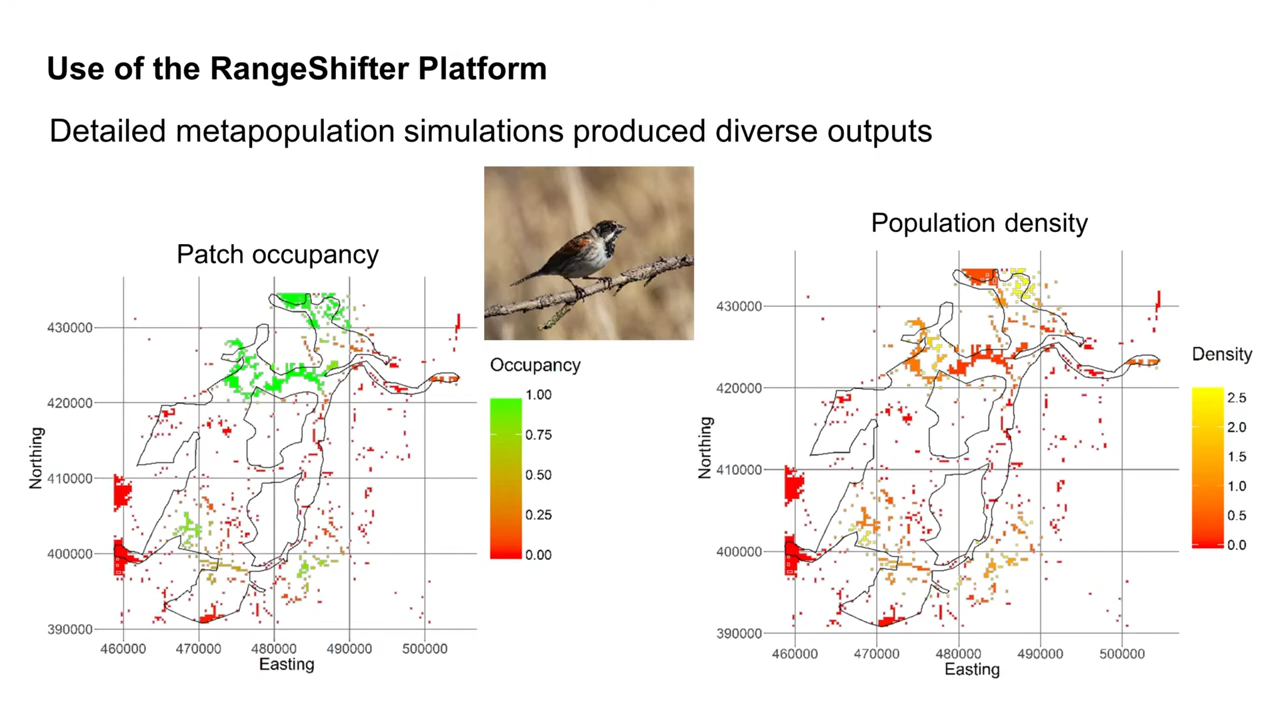 Use of the RangeShifter Platform
Detailed metapopulation simulations produced diverse outputs
Patch occupancy
Northing
430000
420000
410000
400000
390000
460000 470000 480000 490000 500000
Easting
Occupancy
1.00
0.75
0.50
0.25
0.00
Population density
Northing
430000
420000
410000
400000
390000
460000 470000 480000 490000 500000
Easting
Density
2.5
2.0
1.5
1.0
0.5
0.0